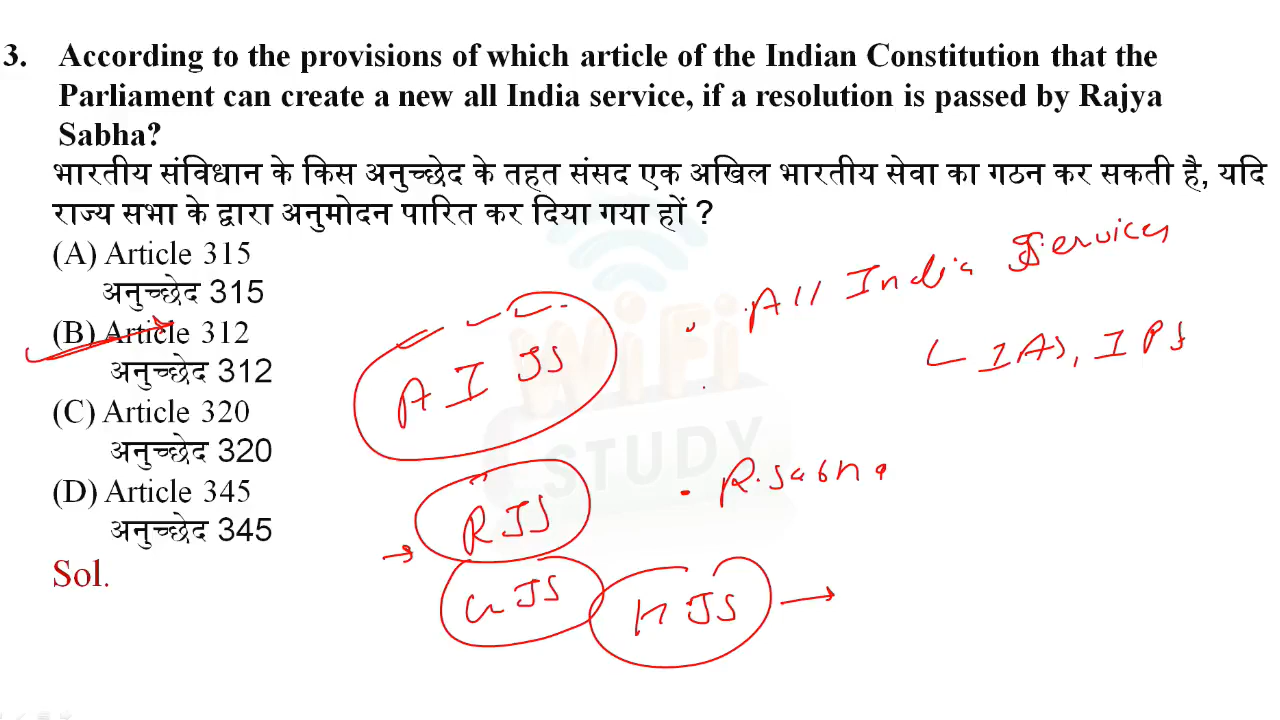 3. According to the provisions of which article of the Indian Constitution that the
Parliament can create a new all India service, if a resolution is passed by Rajya
Sabha?
भारतीय संविधान के किस अनुच्छेद के तहत संसद एक अखिल भारतीय सेवा का गठन कर सकती है, यदि
राज्य सभा के द्वारा अनुमोदन पारित कर दिया गया हों ?
(A) Article 315
अनुच्छेद 315
(B) Article 312
अनुच्छेद 312
(C) Article 320
अनुच्छेद 320
(D) Article 345
अनुच्छेद 345
Sol.
All India Services
IAS, IPS
AIJS
R.Sabha
RJS
HJS
WiFi
STUDY